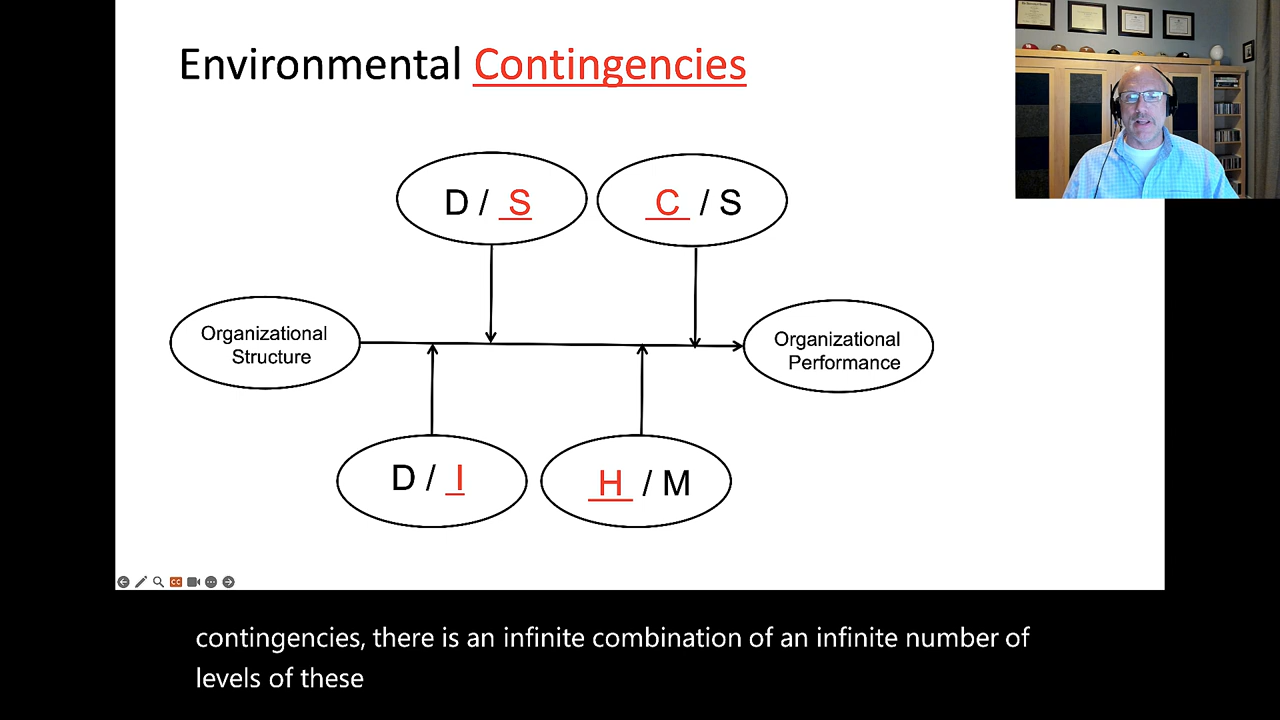 Environmental Contingencies
D / S
C / S
Organizational
Structure
Organizational
Performance
D / I
H / M
CC
contingencies, there is an infinite combination of an infinite number of
levels of these